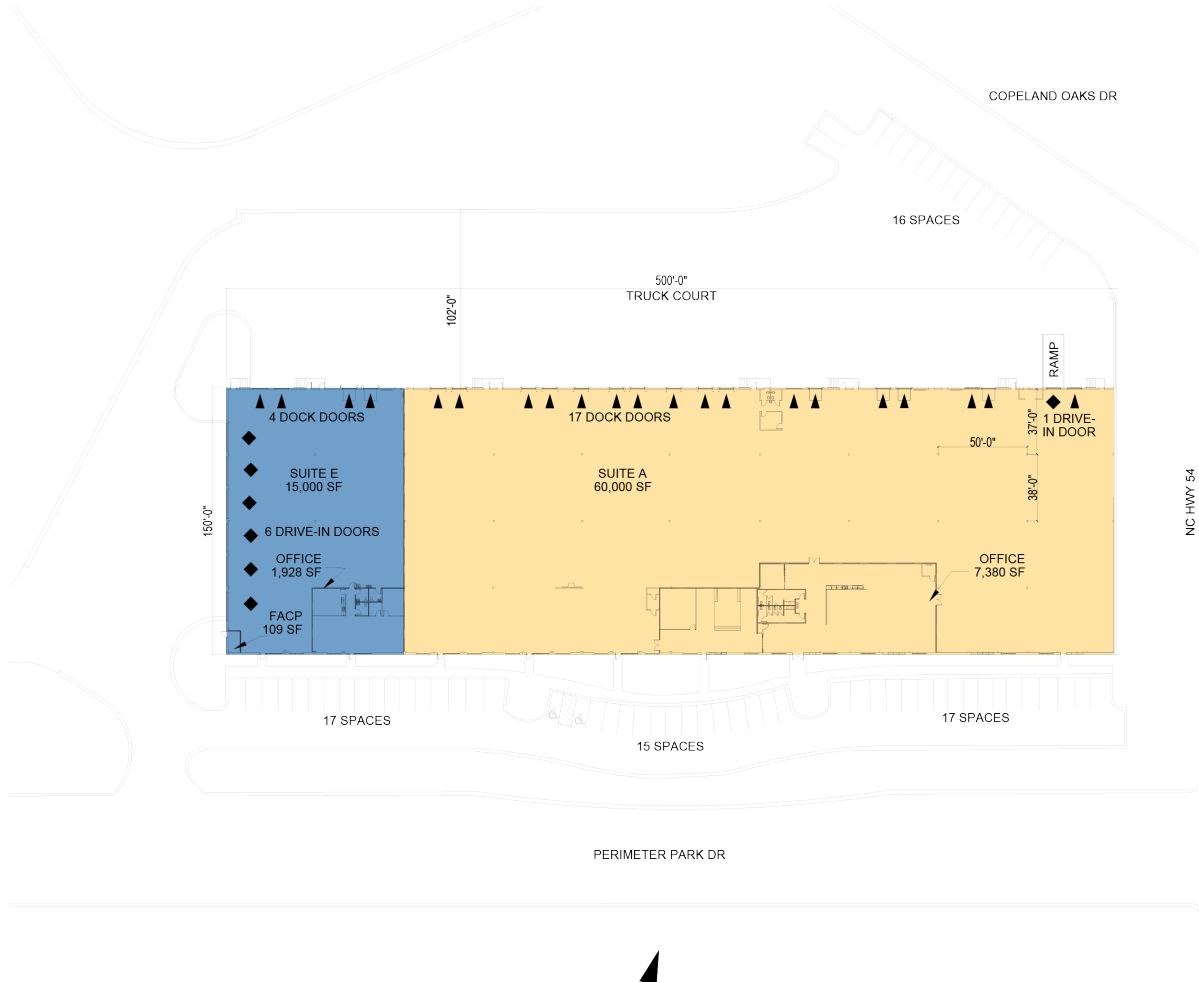 COPELAND OAKS DR
16 SPACES
500'-0"
TRUCK COURT
102'-0"
RAMP
4 DOCK DOORS
17 DOCK DOORS
1 DRIVE-
IN DOOR
37'-0"
50'-0"
SUITE E
15,000 SF
SUITE A
60,000 SF
38'-0"
NC HWY 54
150'-0"
6 DRIVE-IN DOORS
OFFICE
1,928 SF
OFFICE
7,380 SF
FACP
109 SF
17 SPACES
15 SPACES
17 SPACES
PERIMETER PARK DR